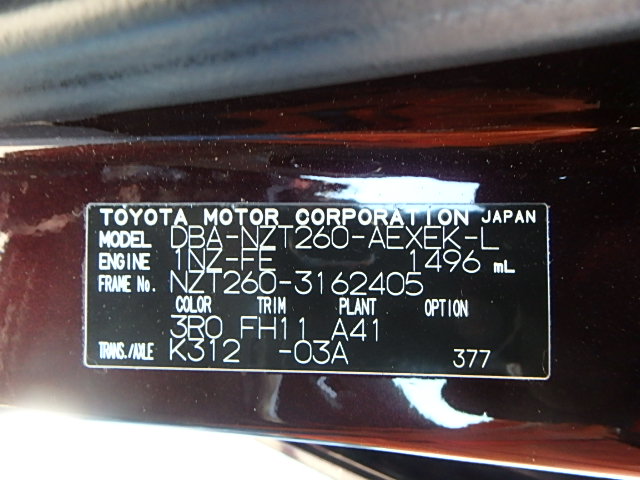 TOYOTA MOTOR CORPORATION JAPAN
MODEL DBA-NZT260-AEXEK-L
ENGINE 1NZ-FE 1496 mL
FRAME No. NZT260-3162405
COLOR TRIM PLANT OPTION
3R0 FH11 A41
TRANS./AXLE K312 -03A 377